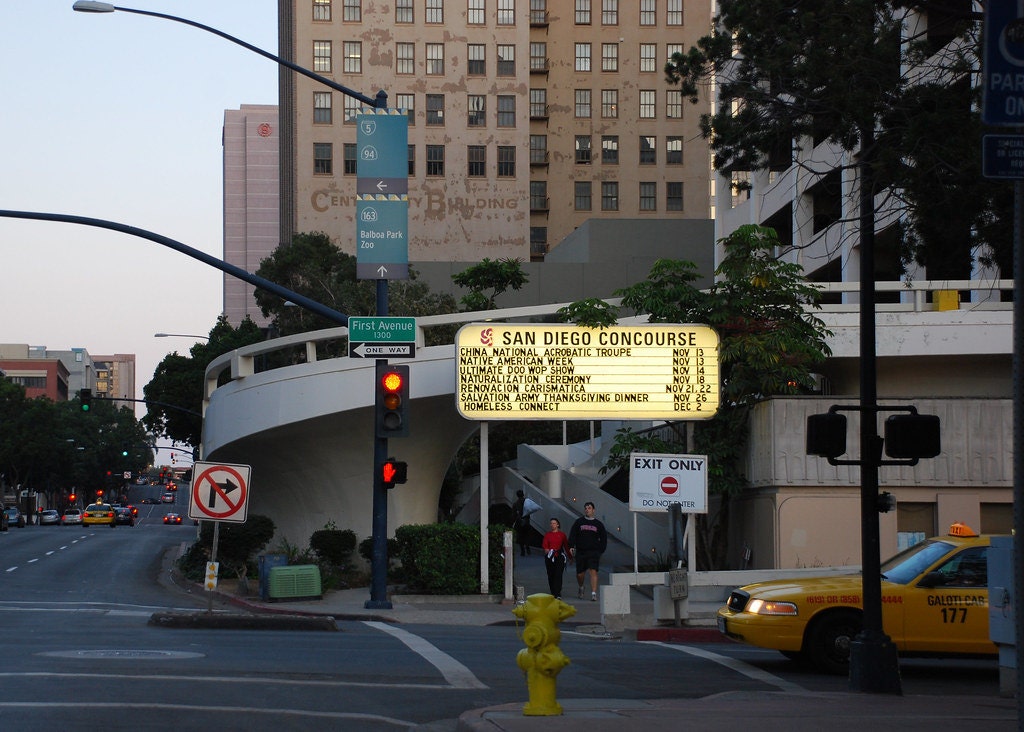 5
94
163
Balboa Park
Zoo
First Avenue
1300
ONE WAY
SAN DIEGO CONCOURSE
CHINA NATIONAL ACROBATIC TROUPE NOV 13
NATIVE AMERICAN WEEK NOV 13
ULTIMATE DOO WOP SHOW NOV 14
NATURALIZATION CEREMONY NOV 18
RENOVACION CARISMATICA NOV 21, 22
SALVATION ARMY THANKSGIVING DINNER NOV 26
HOMELESS CONNECT DEC 2
EXIT ONLY
DO NOT ENTER
GALOTI CAB
177